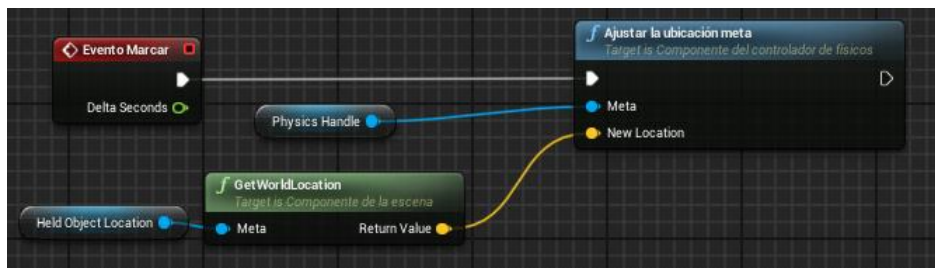 Evento Marcar
Delta Seconds
Physics Handle
Ajustar la ubicación meta
Target is Componente del controlador de físicos
Meta
New Location
GetWorldLocation
Target is Componente de la escena
Held Object Location
Meta
Return Value